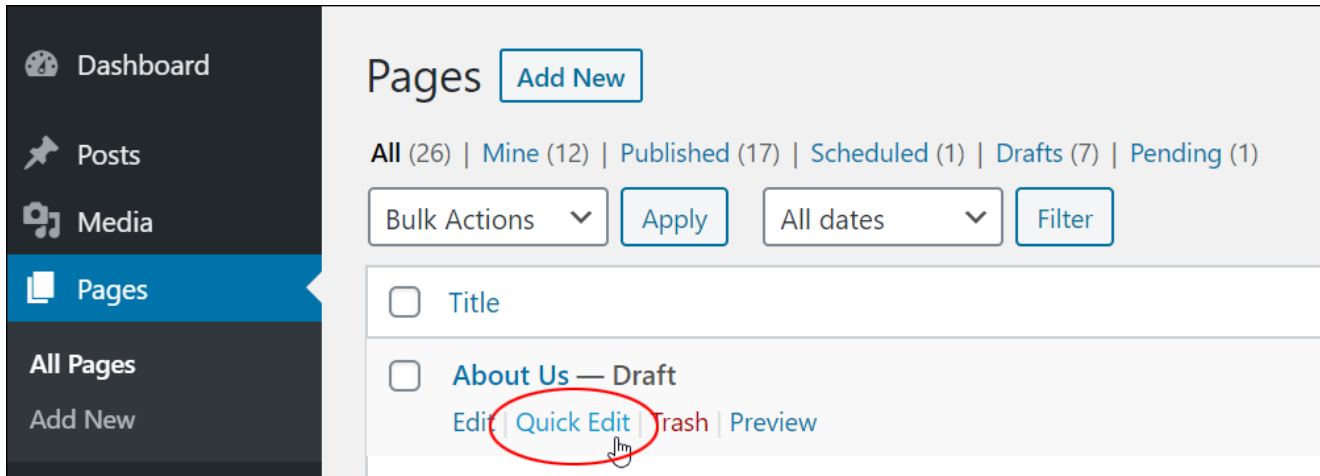 Dashboard
Posts
Media
Pages
All Pages
Add New
Pages Add New
All (26) | Mine (12) | Published (17) | Scheduled (1) | Drafts (7) | Pending (1)
Bulk Actions Apply All dates Filter
Title
About Us — Draft
Edit | Quick Edit | Trash | Preview